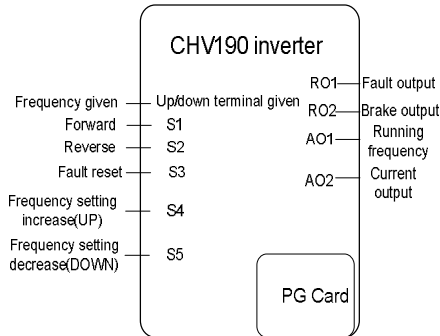 CHV190 inverter
RO1 Fault output
Frequency given Up/down terminal given
RO2 Brake output
Forward S1
AO1 Running
frequency
Reverse S2
Fault reset S3
AO2 Current
output
Frequency setting
increase(UP) S4
Frequency setting
decrease(DOWN) S5
PG Card